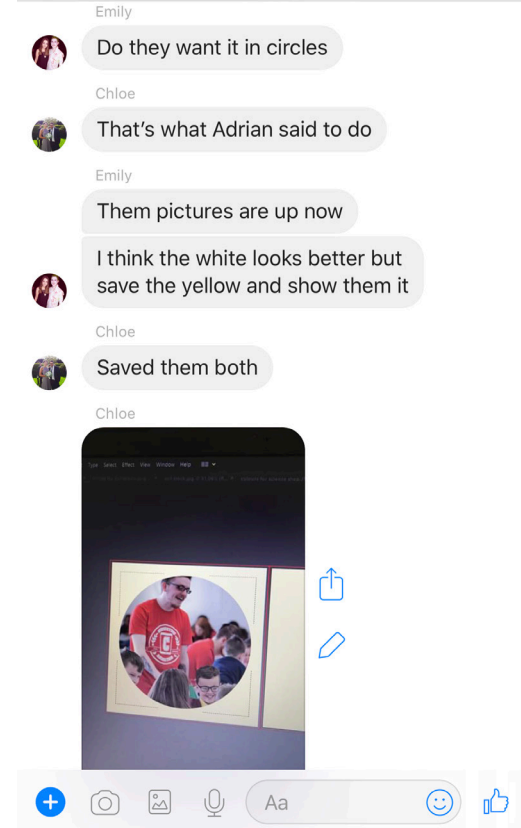 Emily
Do they want it in circles
Chloe
That's what Adrian said to do
Emily
Them pictures are up now
I think the white looks better but
save the yellow and show them it
Chloe
Saved them both
Chloe
Type Select Effect View Window Help
G
Aa